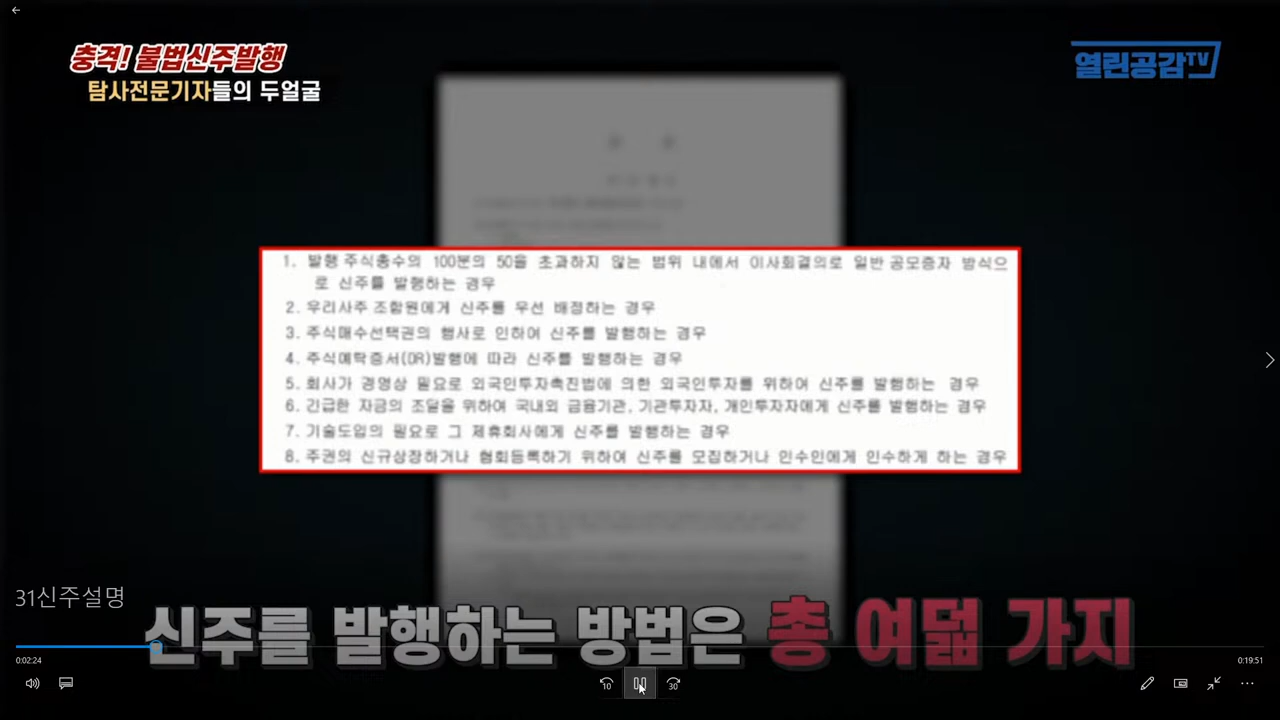 충격! 불법신주발행
탐사전문기자들의 두얼굴
열린공감TV
1. 발행주식총수의 100분의 50을 초과하지 않는 범위 내에서 이사회결의로 일반공모증자 방식으
로 신주를 발행하는 경우
2. 우리사주 조합원에게 신주를 우선 배정하는 경우
3. 주식매수선택권의 행사로 인하여 신주를 발행하는 경우
4. 주식예탁증서(DR)발행에 따라 신주를 발행하는 경우
5. 회사가 경영상 필요로 외국인투자촉진법에 의한 외국인투자를 위하여 신주를 발행하는 경우
6. 긴급한 자금의 조달을 위하여 국내외 금융기관, 기관투자자, 개인투자자에게 신주를 발행하는 경우
7. 기술도입의 필요로 그 제휴회사에게 신주를 발행하는 경우
8. 주권의 신규상장하거나 협회등록하기 위하여 신주를 모집하거나 인수인에게 인수하게 하는 경우
31신주설명
신주를 발행하는 방법은 총 여덟 가지
0:02:24
0:19:51
10
30